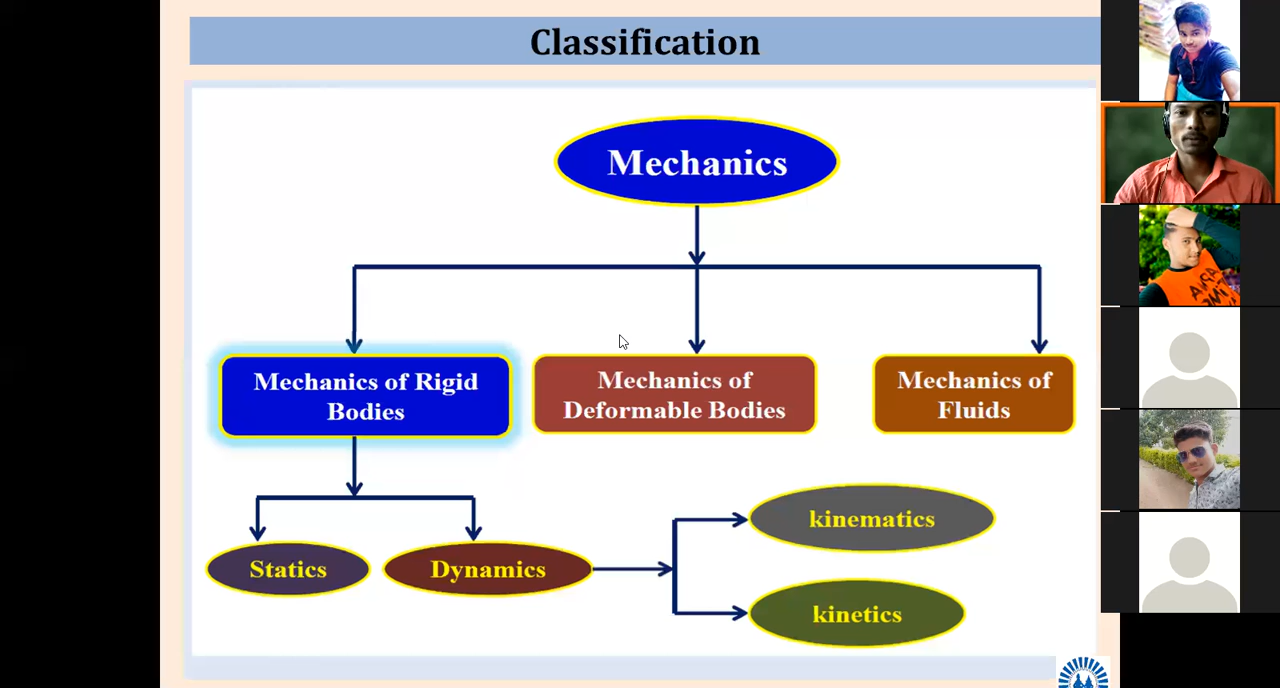 Classification
Mechanics
Mechanics of Rigid
Bodies
Mechanics of
Deformable Bodies
Mechanics of
Fluids
Statics
Dynamics
kinematics
kinetics